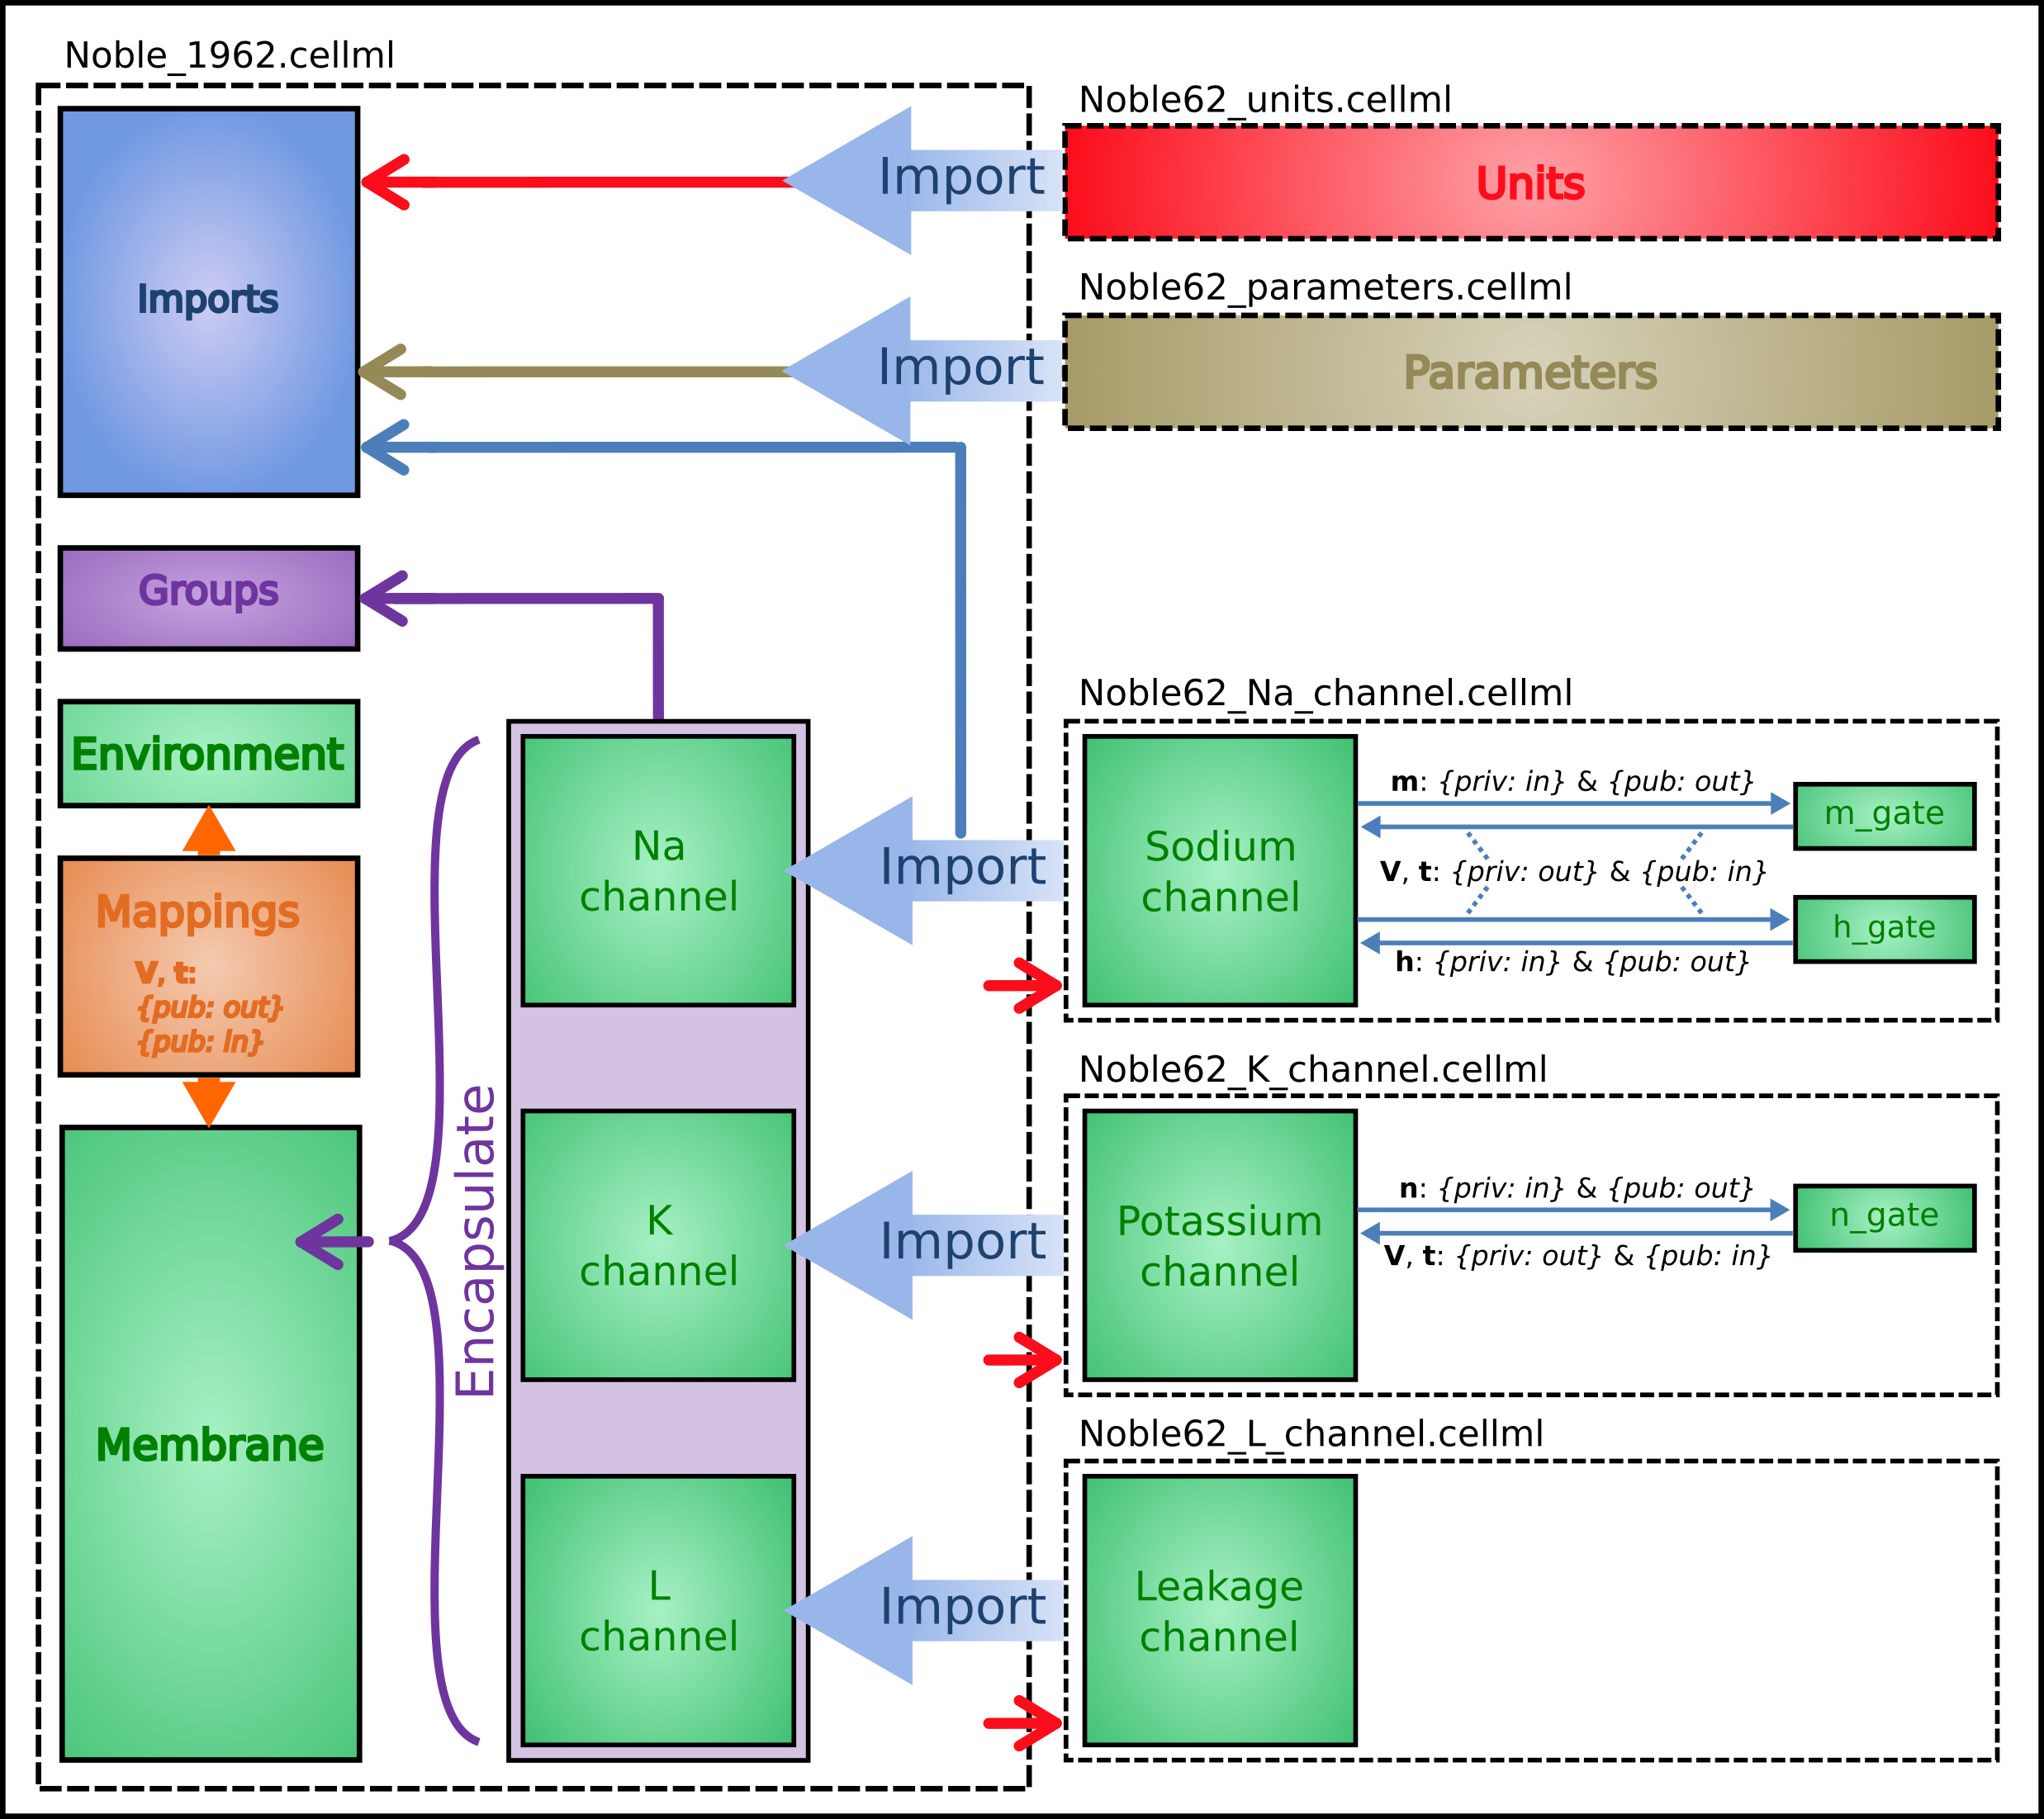 Noble_1962.cellml
Imports
Groups
Environment
Mappings
V, t:
{pub: out}
{pub: In}
Membrane
Encapsulate
Na
channel
K
channel
L
channel
Import
Import
Import
Import
Import
Noble62_units.cellml
Units
Noble62_parameters.cellml
Parameters
Noble62_Na_channel.cellml
Sodium
channel
m: {priv: in} & {pub: out}
m_gate
V, t: {priv: out} & {pub: in}
h_gate
h: {priv: in} & {pub: out}
Noble62_K_channel.cellml
Potassium
channel
n: {priv: in} & {pub: out}
n_gate
V, t: {priv: out} & {pub: in}
Noble62_L_channel.cellml
Leakage
channel